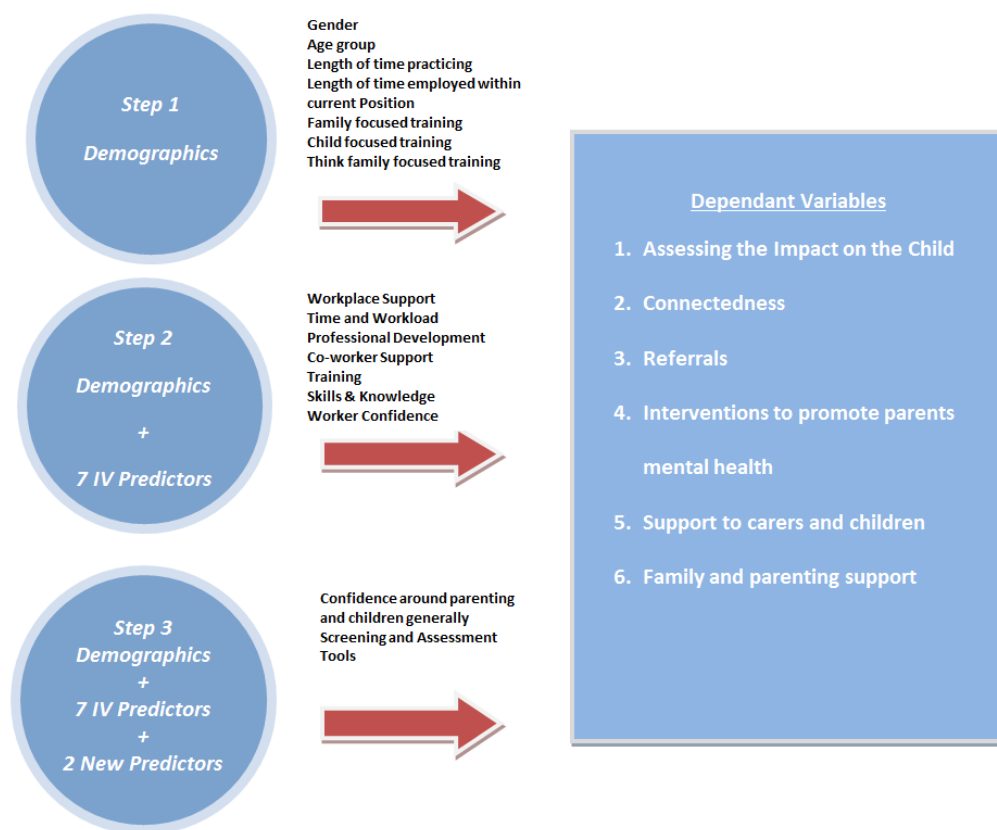 Step 1
Demographics
Gender
Age group
Length of time practicing
Length of time employed within
current Position
Family focused training
Child focused training
Think family focused training
Step 2
Demographics
+
7 IV Predictors
Workplace Support
Time and Workload
Professional Development
Co-worker Support
Training
Skills & Knowledge
Worker Confidence
Step 3
Demographics
+
7 IV Predictors
+
2 New Predictors
Confidence around parenting
and children generally
Screening and Assessment
Tools
Dependant Variables
1. Assessing the Impact on the Child
2. Connectedness
3. Referrals
4. Interventions to promote parents
mental health
5. Support to carers and children
6. Family and parenting support